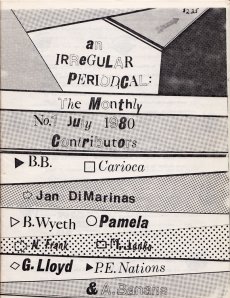 $2.25
an
IRREGULAR
PERIODICAL:
The Monthly
No.1 July 1980
Contributors
B.B. Carioca
Jan DiMarinas
B.Wyeth Pamela
N. Frank
G.Lloyd P.E. Nations
& A. Banana